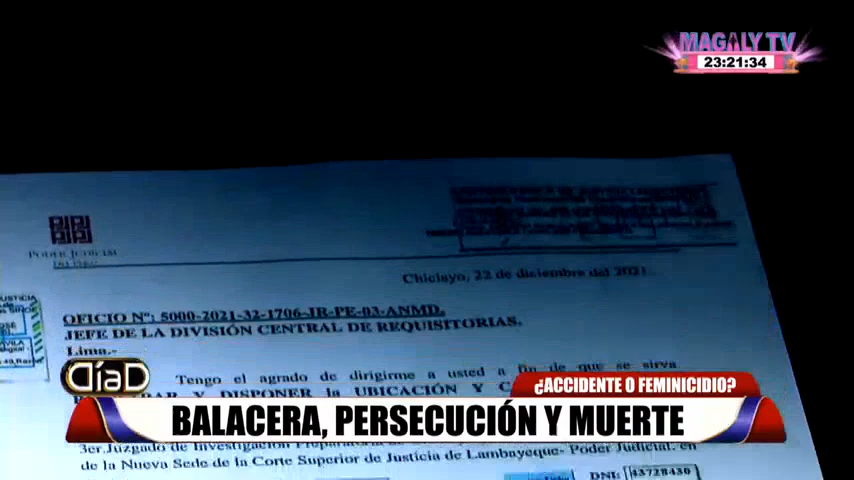 MAGALY TV
23:21:34
PODER JUDICIAL
DEL PERÚ
Chiclayo, 22 de diciembre del 2021
OFICIO Nº: 5000-2021-32-1706-JR-PE-03-ANMD.
JEFE DE LA DIVISIÓN CENTRAL DE REQUISITORIAS.
Lima.-
Tengo el agrado de dirigirme a usted a fin de que se sirva
Y DISPONER la UBICACIÓN Y
DíaD
¿ACCIDENTE O FEMINICIDIO?
BALACERA, PERSECUCIÓN Y MUERTE
3er.Juzgado de Investigación
de la Nueva Sede de la Corte Superior de Justicia de Lambayeque- Poder Judicial, en
DNI: 43728430